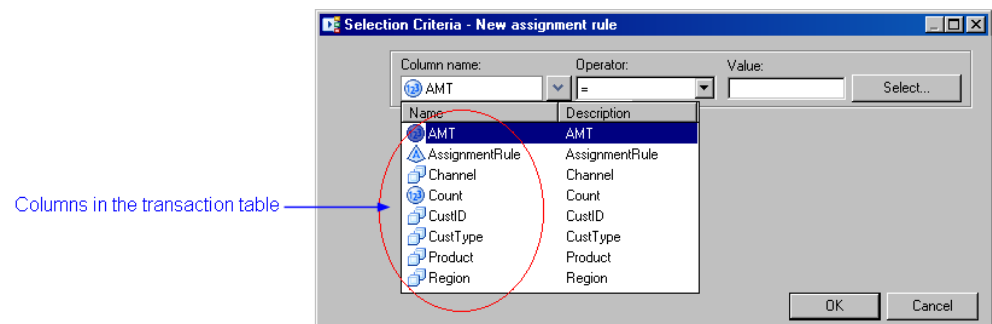 Selection Criteria - New assignment rule
Column name: Operator: Value:
AMT = Select...
Name Description
AMT AMT
AssignmentRule AssignmentRule
Channel Channel
Columns in the transaction table
Count Count
CustID CustID
CustType CustType
Product Product
Region Region
OK Cancel